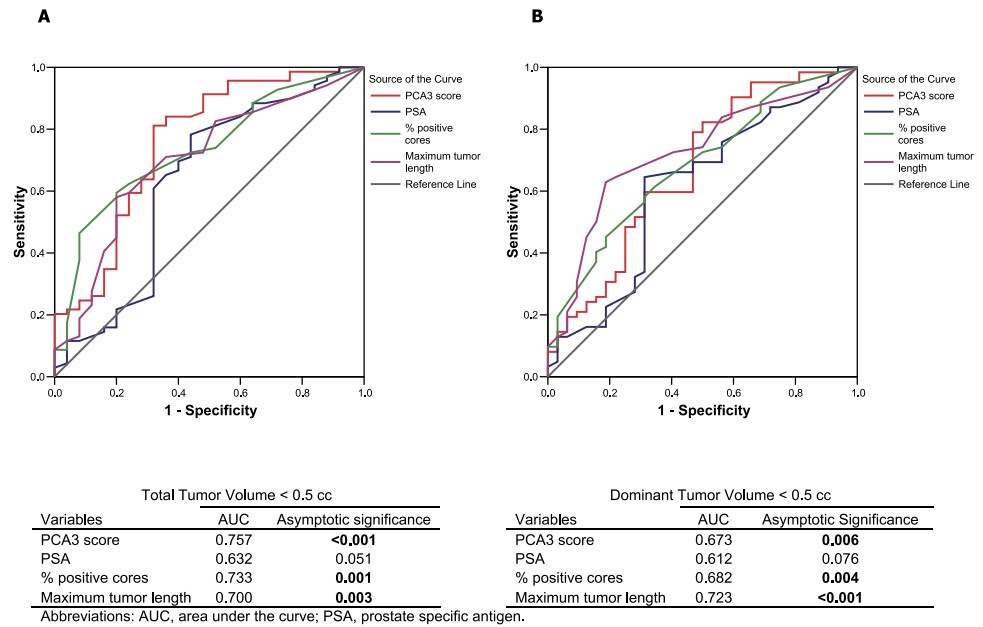 A
B
Source of the Curve
PCA3 score
PSA
% positive
cores
Maximum tumor
length
Reference Line
Sensitivity
1.0
0.8
0.6
0.4
0.2
0.0
0.0 0.2 0.4 0.6 0.8 1.0
1 - Specificity
Source of the Curve
PCA3 score
PSA
% positive
cores
Maximum tumor
length
Reference Line
Sensitivity
1.0
0.8
0.6
0.4
0.2
0.0
0.0 0.2 0.4 0.6 0.8 1.0
1 - Specificity
Total Tumor Volume < 0.5 cc
Variables AUC Asymptotic significance
PCA3 score 0.757 <0.001
PSA 0.632 0.051
% positive cores 0.733 0.001
Maximum tumor length 0.700 0.003
Dominant Tumor Volume < 0.5 cc
Variables AUC Asymptotic Significance
PCA3 score 0.673 0.006
PSA 0.612 0.076
% positive cores 0.682 0.004
Maximum tumor length 0.723 <0.001
Abbreviations: AUC, area under the curve; PSA, prostate specific antigen.